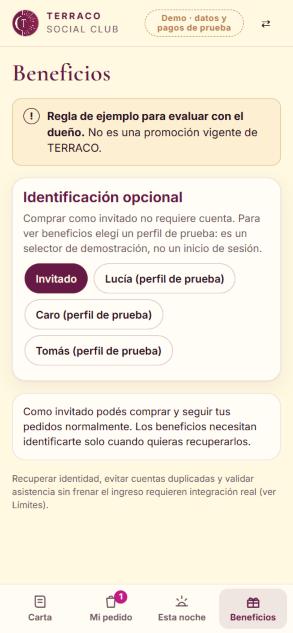 TERRACO
SOCIAL CLUB
Demo · datos y
pruebas de prueba
⇄
Beneficios
Regla de ejemplo para evaluar con el
dueño. No es una promoción vigente de
TERRACO.
Identificación opcional
Comprar como invitado no requiere cuenta. Para
ver beneficios elegí un perfil de prueba: es un
selector de demostración, no un inicio de sesión.
Invitado
Lucía (perfil de prueba)
Caro (perfil de prueba)
Tomás (perfil de prueba)
Como invitado podés comprar y seguir tus
pedidos normalmente. Los beneficios necesitan
identificarte solo cuando quieras recuperarlos.
Recuperar identidad, evitar cuentas duplicadas y validar
asistencia sin frenar el ingreso requieren integración real (ver
Límites).
1
Carta
Mi pedido
Esta noche
Beneficios